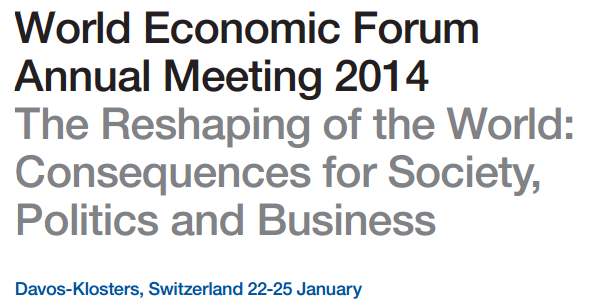 World Economic Forum
Annual Meeting 2014
The Reshaping of the World:
Consequences for Society,
Politics and Business
Davos-Klosters, Switzerland 22-25 January